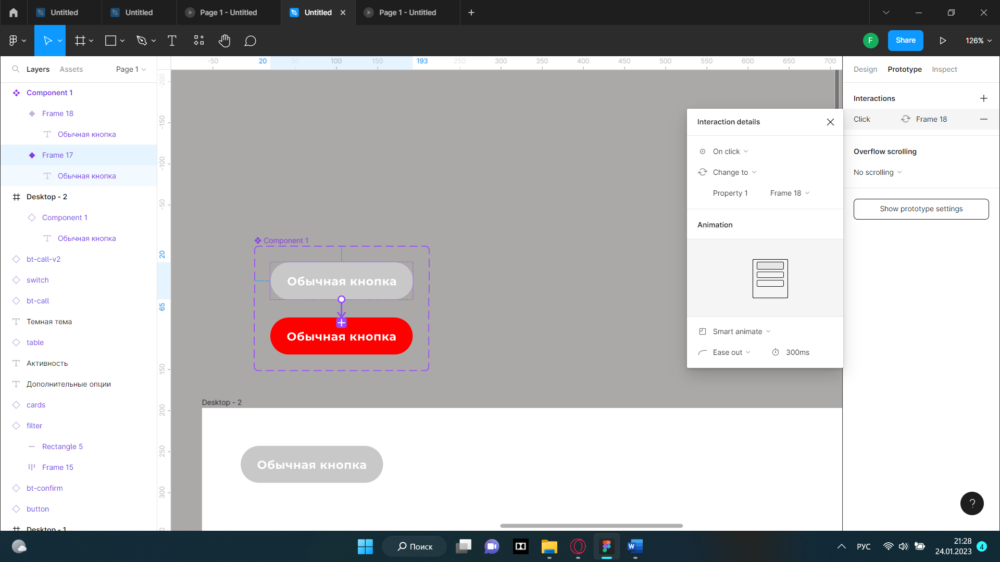 Untitled
Untitled
Page 1 - Untitled
Untitled
Page 1 - Untitled
F
Share
126%
Layers
Assets
Page 1
Component 1
Frame 18
Обычная кнопка
Frame 17
Обычная кнопка
Desktop - 2
Component 1
Обычная кнопка
bt-call-v2
switch
bt-call
Темная тема
table
Активность
Дополнительные опции
cards
filter
Rectangle 5
Frame 15
bt-confirm
button
Desktop - 1
-50
20
50
100
150
193
250
300
350
400
450
500
550
600
650
700
-200
-150
-100
-50
20
65
150
200
250
300
Component 1
Обычная кнопка
Обычная кнопка
Desktop - 2
Обычная кнопка
Interaction details
On click
Change to
Property 1
Frame 18
Animation
Smart animate
Ease out
300ms
Design
Prototype
Inspect
Interactions
Click
Frame 18
Overflow scrolling
No scrolling
Show prototype settings
?
Поиск
W
РУС
21:28
24.01.2023
4